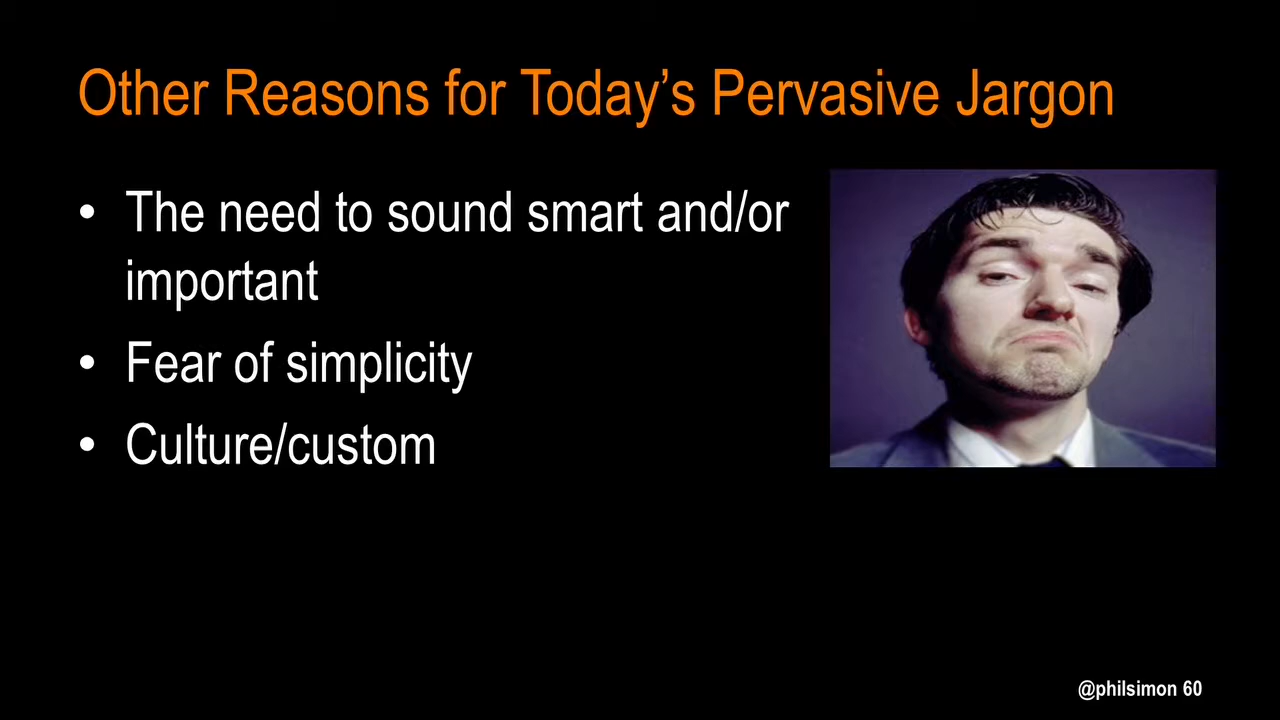 Other Reasons for Today’s Pervasive Jargon
• The need to sound smart and/or
important
• Fear of simplicity
• Culture/custom
@philsimon 60